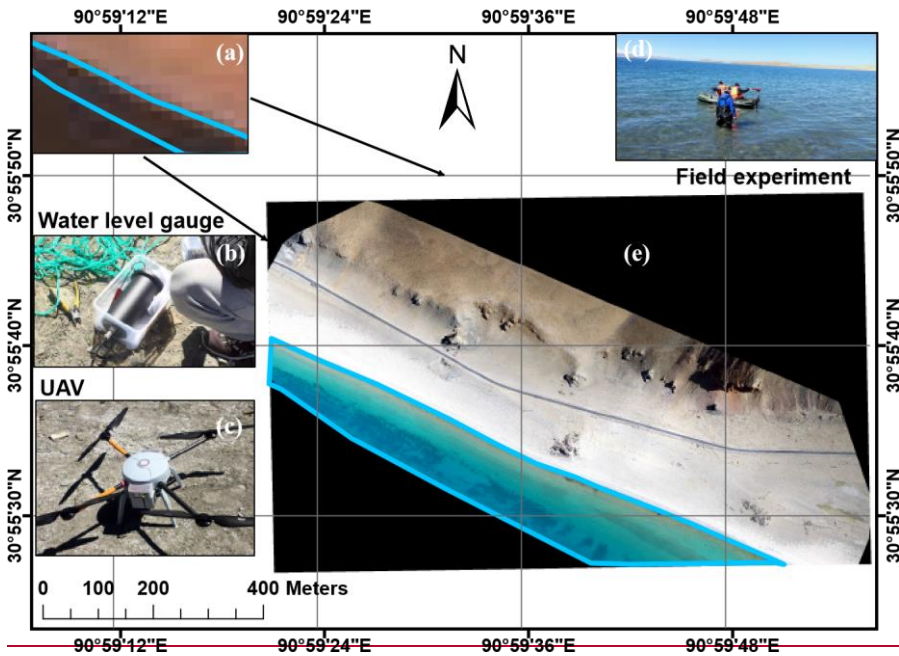 90°59'12"E 90°59'24"E 90°59'36"E 90°59'48"E
(a)
N
(d)
30°55'50"N
30°55'50"N
Field experiment
Water level gauge
(b)
(e)
30°55'40"N
30°55'40"N
UAV
(c)
30°55'30"N
30°55'30"N
0 100 200 400 Meters
90°59'12"E 90°59'24"E 90°59'36"E 90°59'48"E